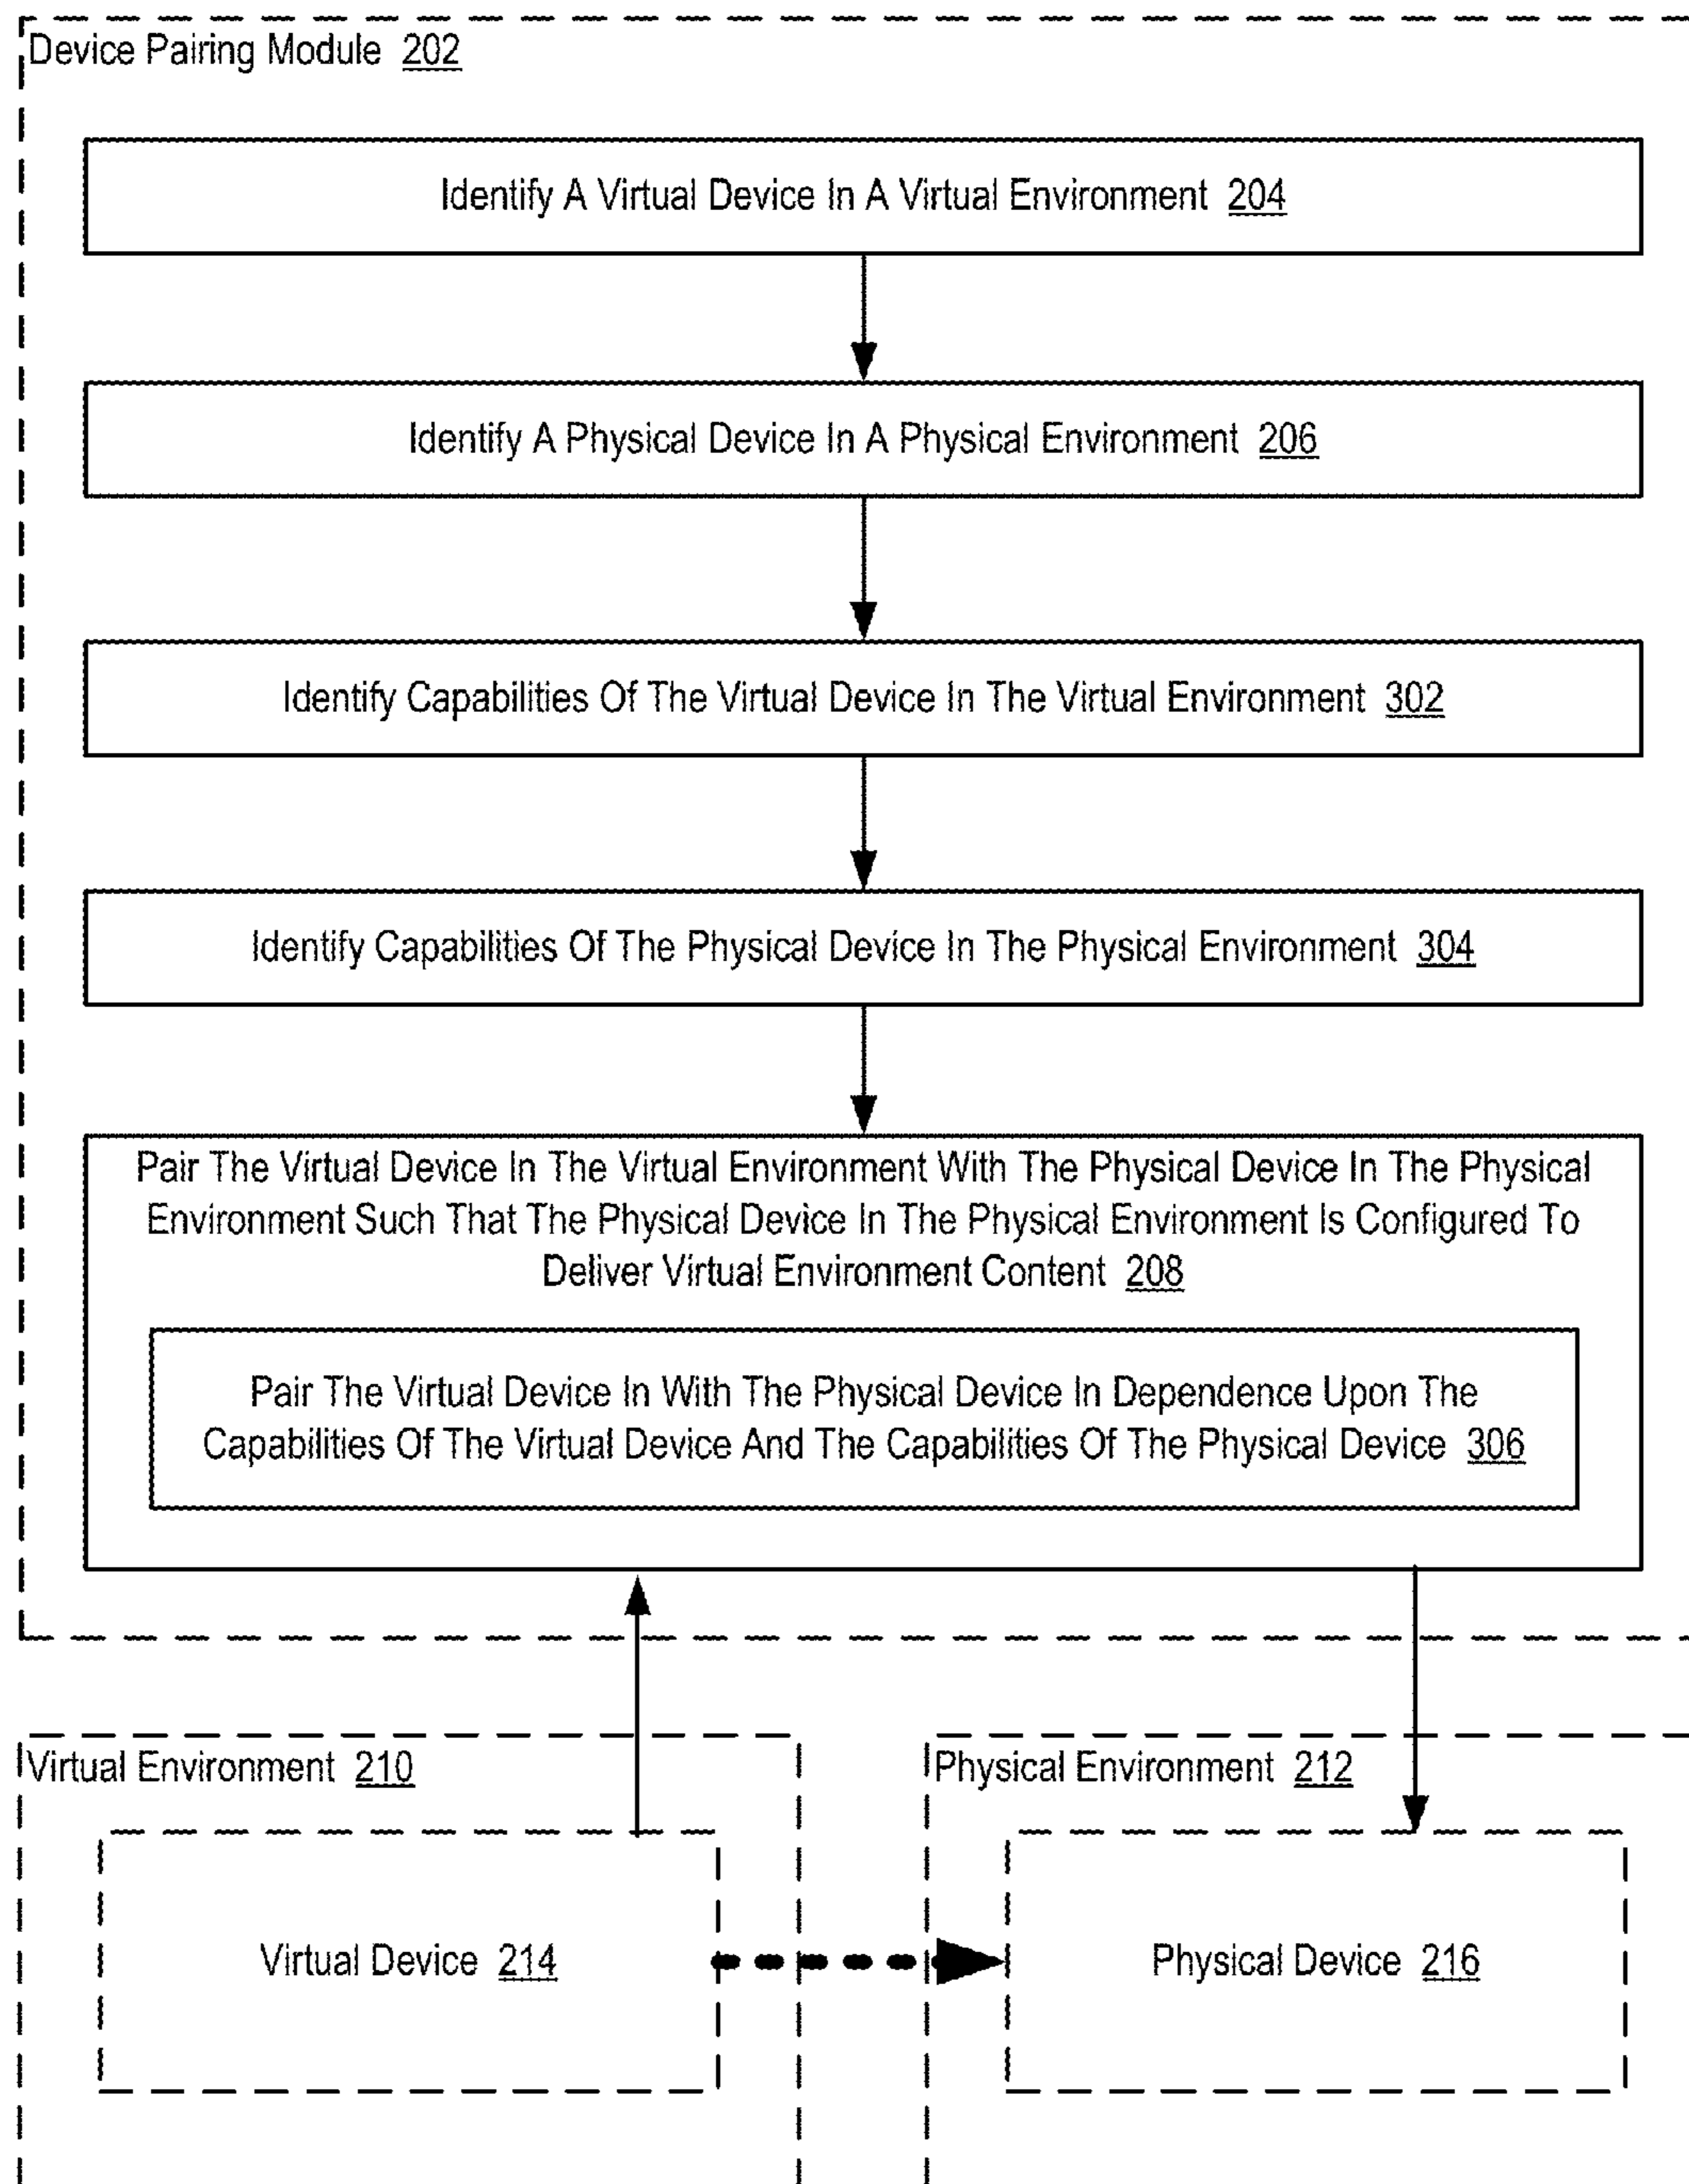 Device Pairing Module 202
Identify A Virtual Device In A Virtual Environment 204
Identify A Physical Device In A Physical Environment 206
Identify Capabilities Of The Virtual Device In The Virtual Environment 302
Identify Capabilities Of The Physical Device In The Physical Environment 304
Pair The Virtual Device In The Virtual Environment With The Physical Device In The Physical
Environment Such That The Physical Device In The Physical Environment Is Configured To
Deliver Virtual Environment Content 208
Pair The Virtual Device In With The Physical Device In Dependence Upon The
Capabilities Of The Virtual Device And The Capabilities Of The Physical Device 306
Virtual Environment 210
Physical Environment 212
Virtual Device 214
Physical Device 216